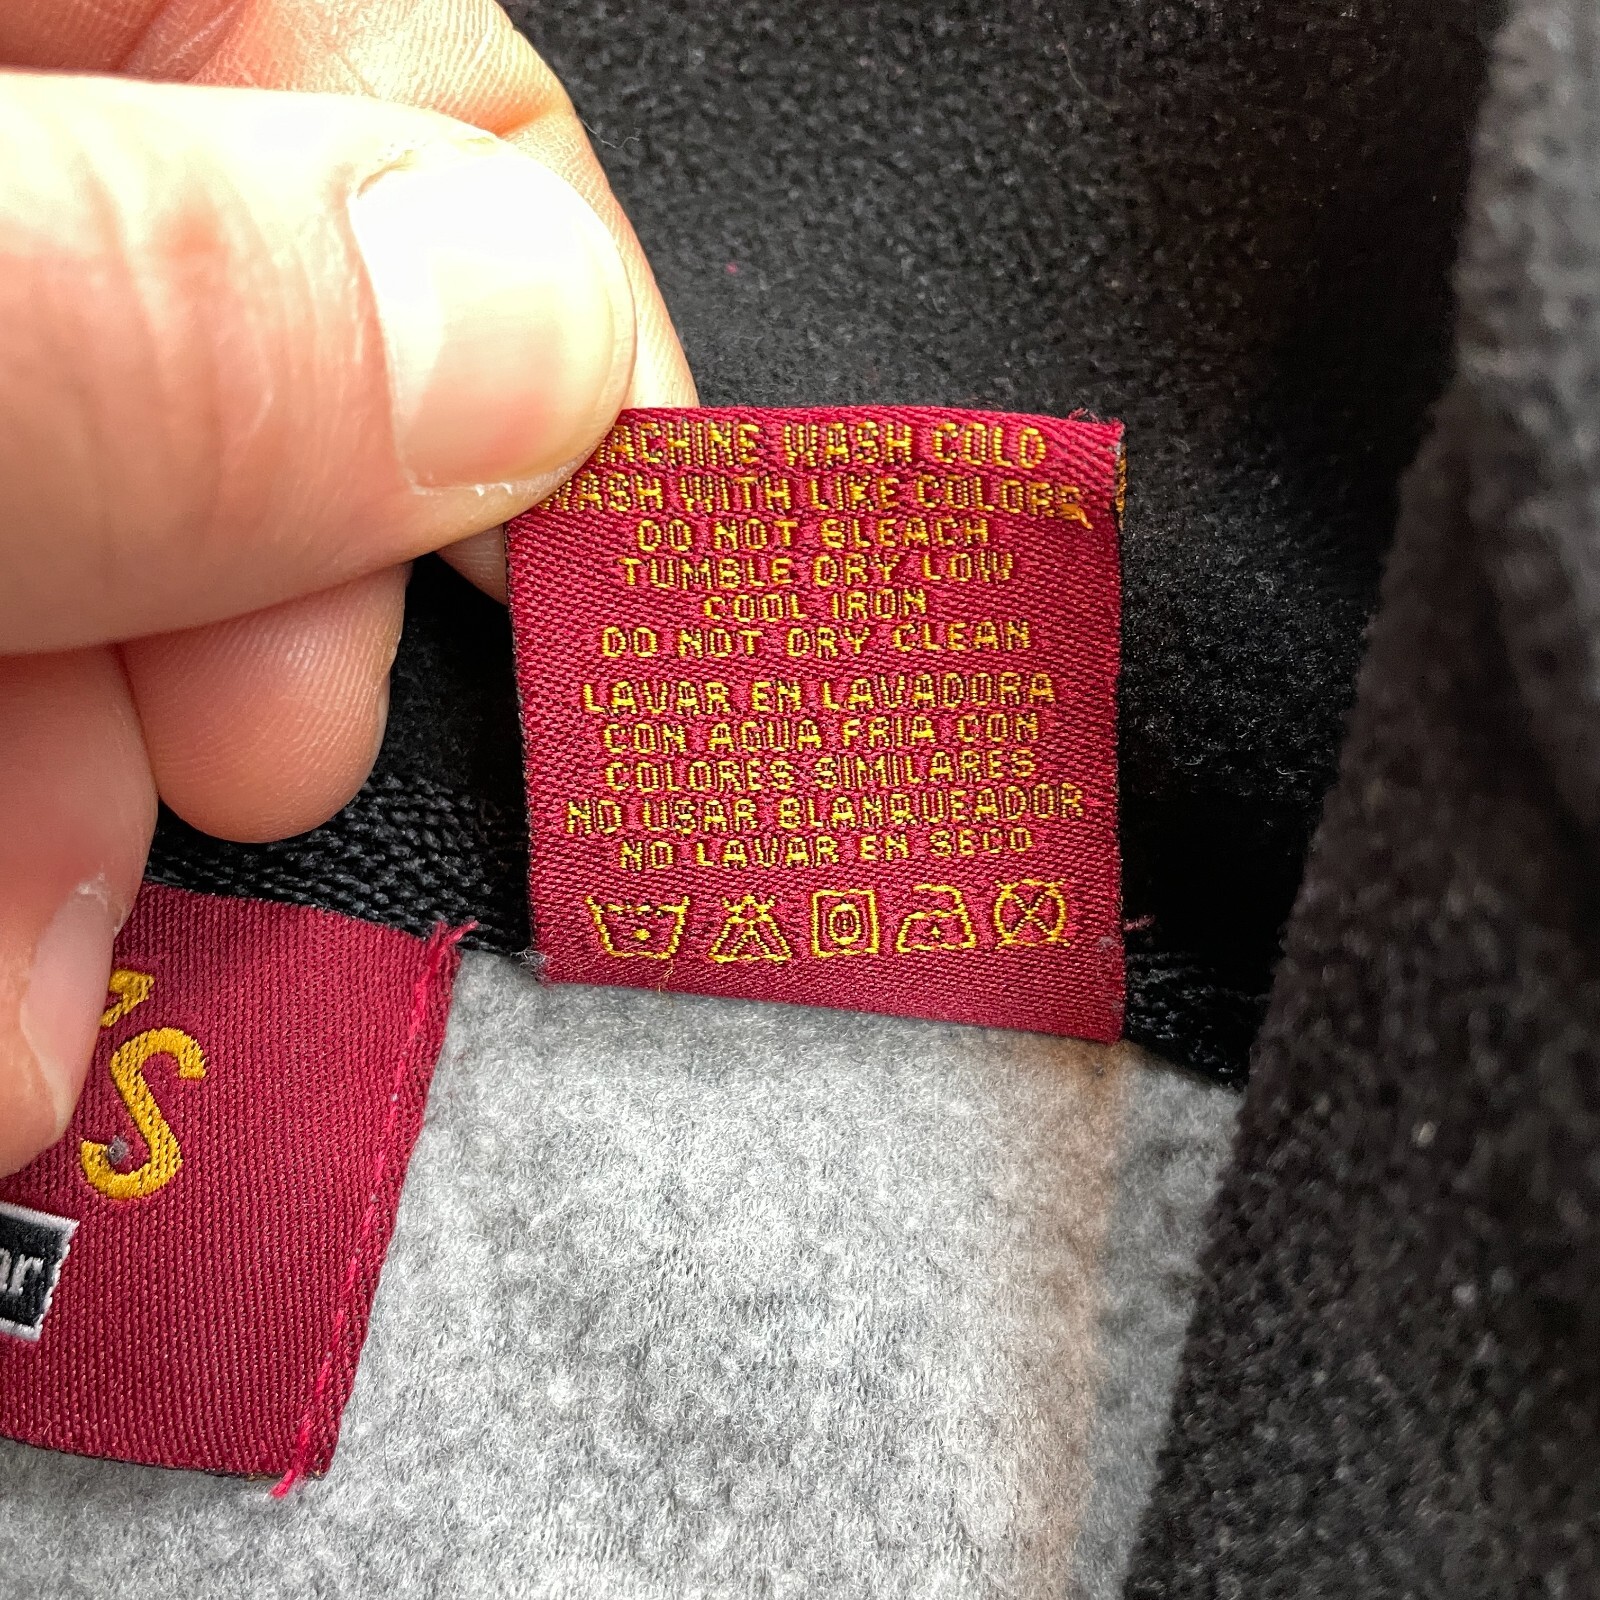 MACHINE WASH COLD
WASH WITH LIKE COLORS
DO NOT BLEACH
TUMBLE DRY LOW
COOL IRON
DO NOT DRY CLEAN
LAVAR EN LAVADORA
CON AGUA FRIA CON
COLORES SIMILARES
NO USAR BLANQUEADOR
NO LAVAR EN SECO
S